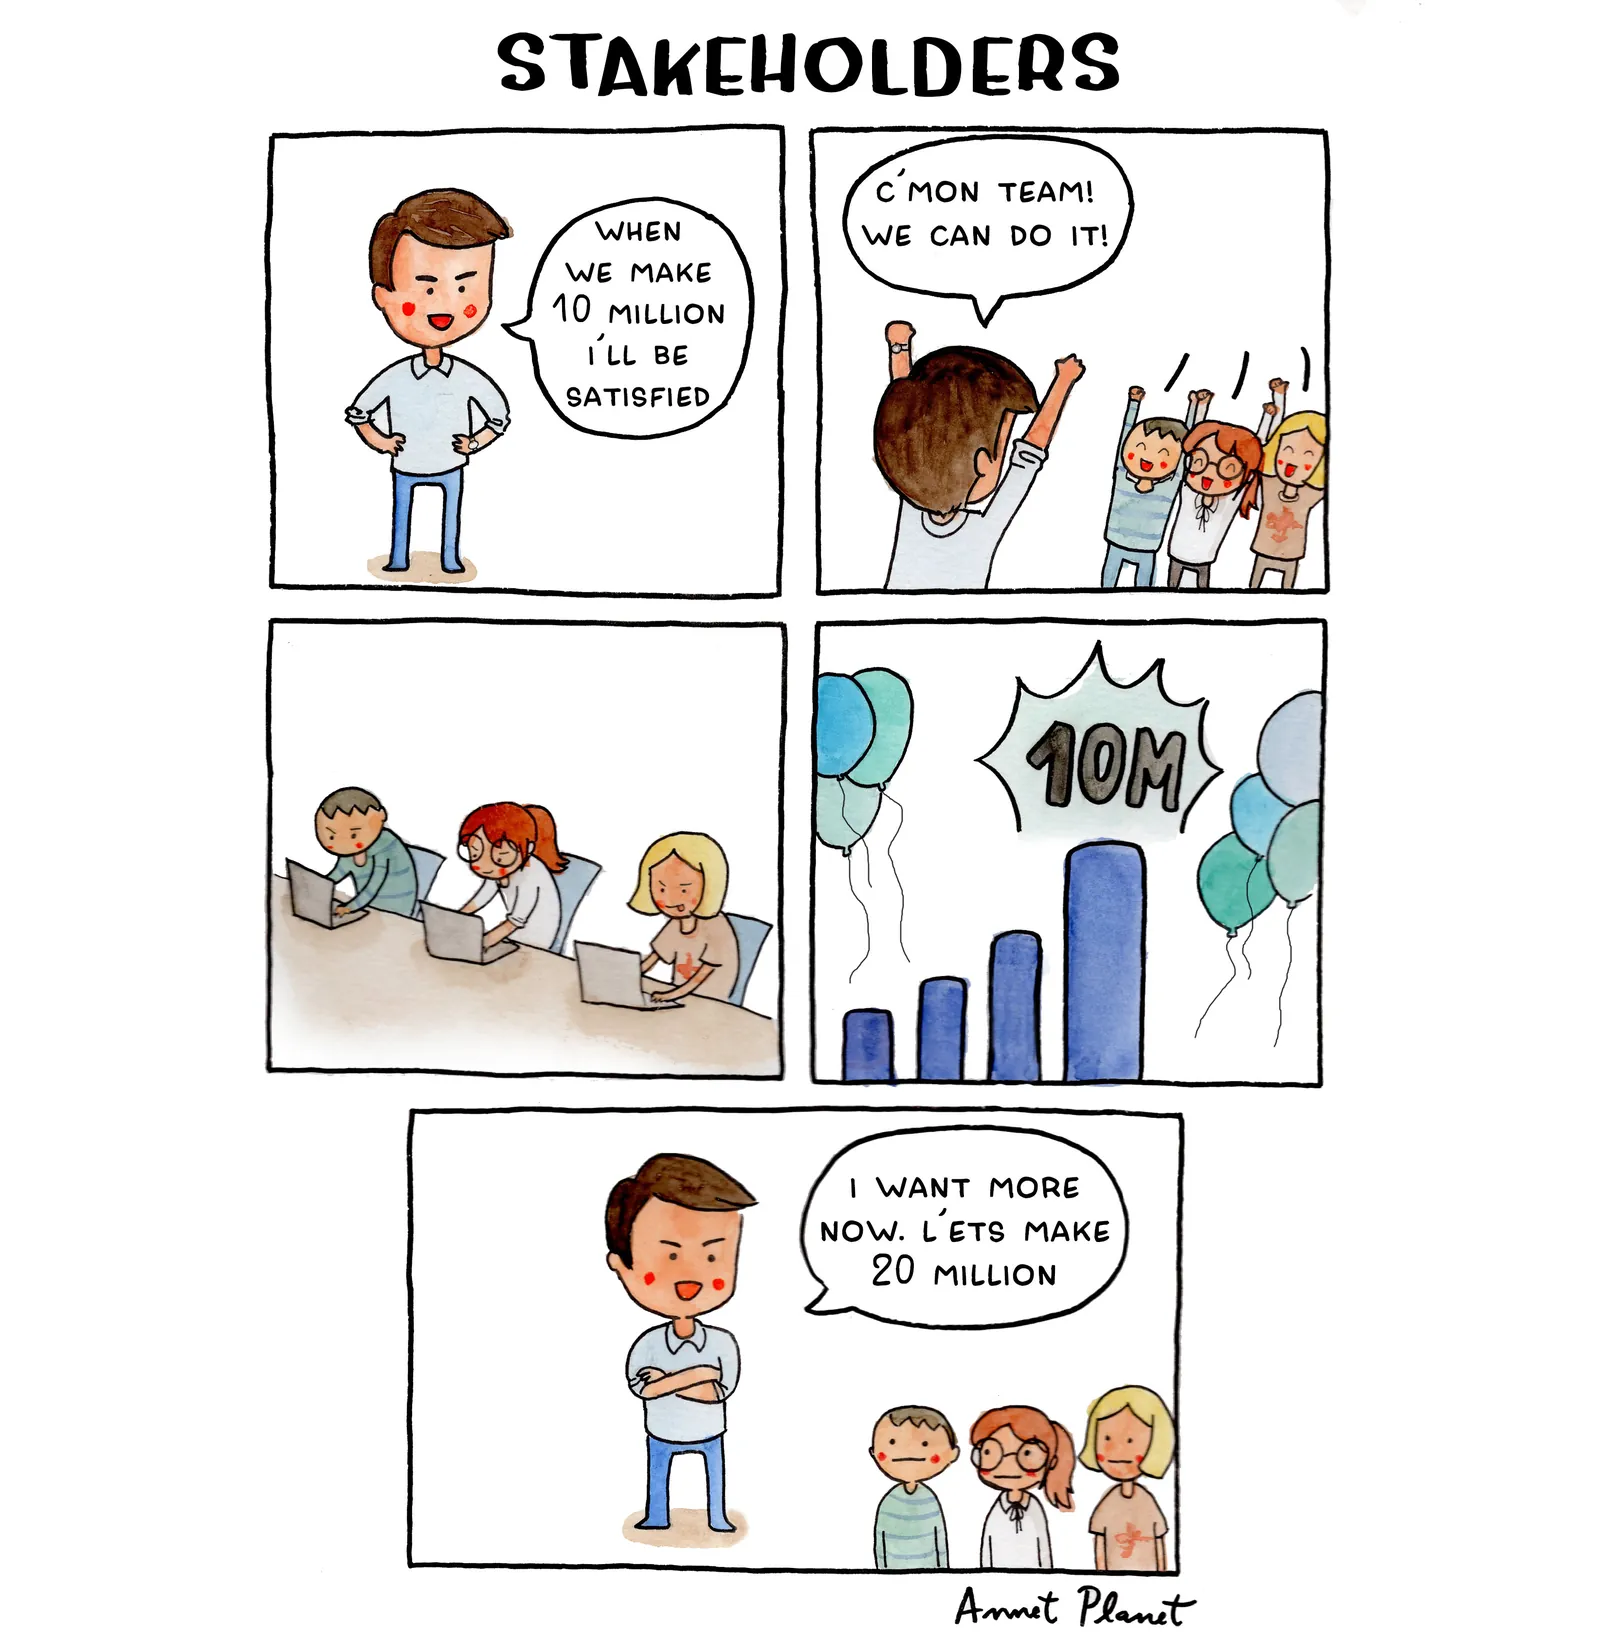 STAKEHOLDERS
WHEN
WE MAKE
10 MILLION
I'LL BE
SATISFIED
C'MON TEAM!
WE CAN DO IT!
10M
I WANT MORE
NOW. L'ETS MAKE
20 MILLION
Annet Planet